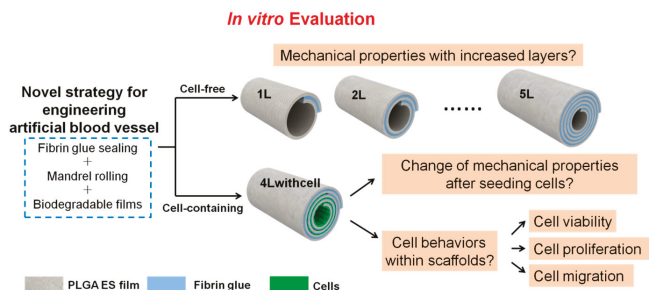 In vitro Evaluation
Mechanical properties with increased layers?
Novel strategy for
engineering
artificial blood vessel
Fibrin glue sealing
+
Mandrel rolling
+
Biodegradable films
Cell-free
1L
2L
......
5L
Cell-containing
4Lwithcell
Change of mechanical properties
after seeding cells?
Cell behaviors
within scaffolds?
Cell viability
Cell proliferation
Cell migration
PLGA ES film
Fibrin glue
Cells